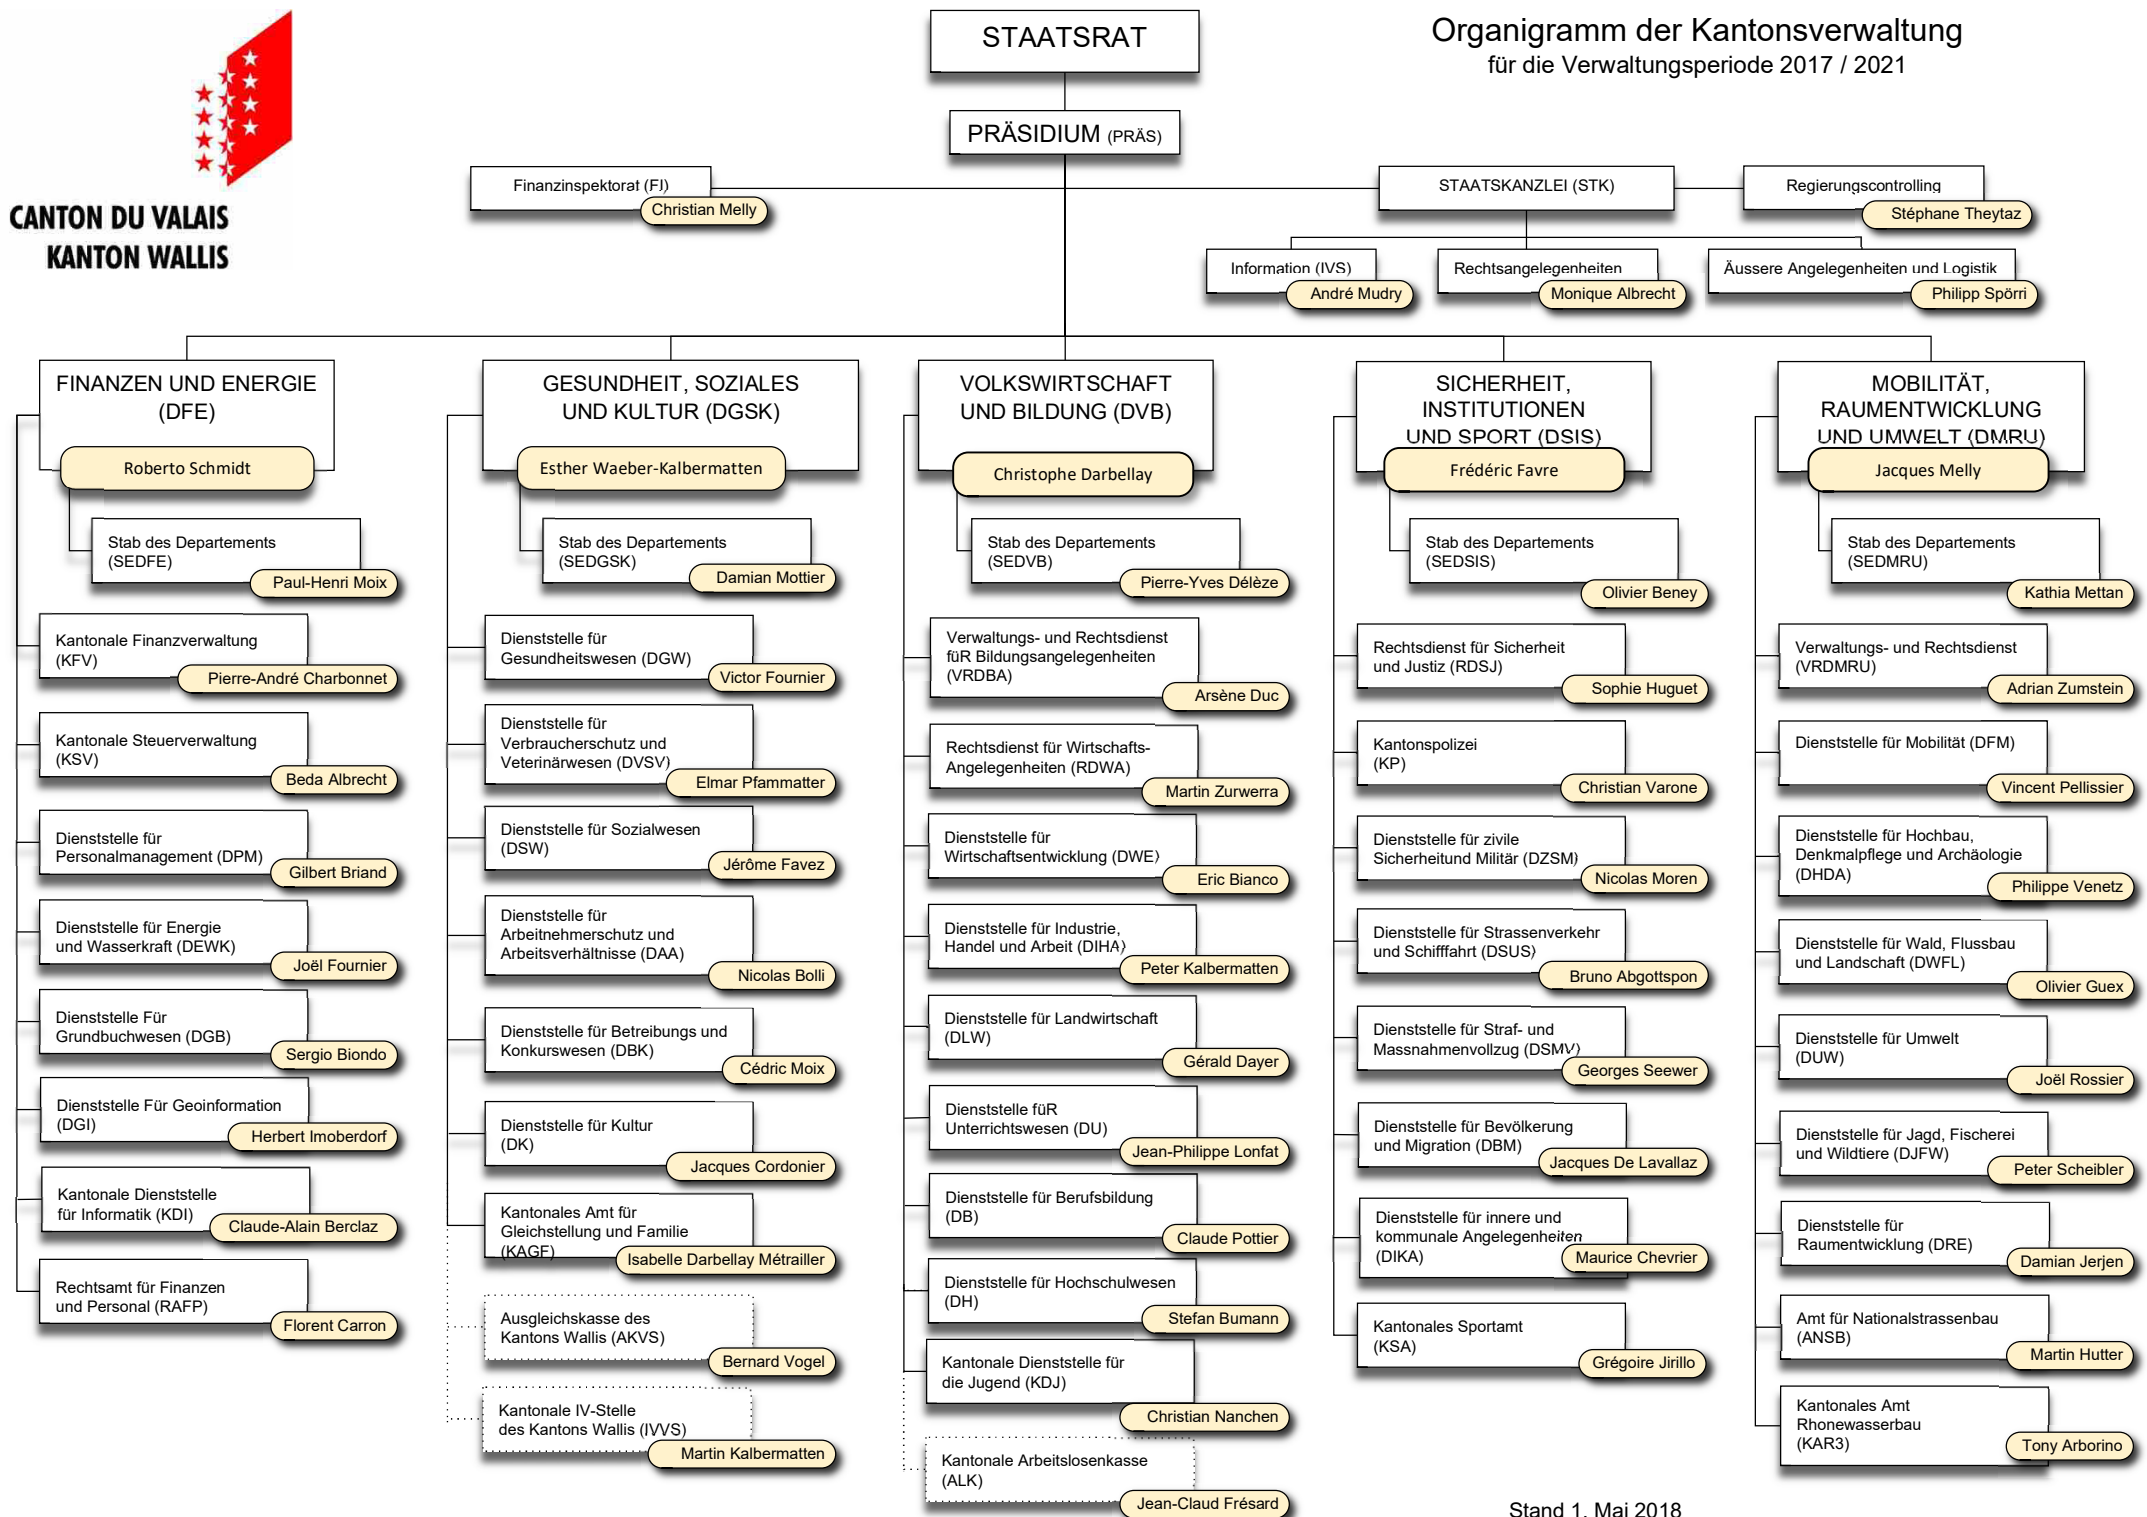 CANTON DU VALAIS
KANTON WALLIS
STAATSRAT
PRÄSIDIUM (PRÄS)
Organigramm der Kantonsverwaltung
für die Verwaltungsperiode 2017 / 2021
Finanzinspektorat (FI)
Christian Melly
STAATSKANZLEI (STK)
Regierungscontrolling
Stéphane Theytaz
Information (IVS)
André Mudry
Rechtsangelegenheiten
Monique Albrecht
Äussere Angelegenheiten und Logistik
Philipp Spörri
FINANZEN UND ENERGIE
(DFE)
Roberto Schmidt
Stab des Departements
(SEDFE)
Paul-Henri Moix
Kantonale Finanzverwaltung
(KFV)
Pierre-André Charbonnet
Kantonale Steuerverwaltung
(KSV)
Beda Albrecht
Dienststelle für
Personalmanagement (DPM)
Gilbert Briand
Dienststelle für Energie
und Wasserkraft (DEWK)
Joël Fournier
Dienststelle Für
Grundbuchwesen (DGB)
Sergio Biondo
Dienststelle Für Geoinformation
(DGI)
Herbert Imoberdorf
Kantonale Dienststelle
für Informatik (KDI)
Claude-Alain Berclaz
Rechtsamt für Finanzen
und Personal (RAFP)
Florent Carron
GESUNDHEIT, SOZIALES
UND KULTUR (DGSK)
Esther Waeber-Kalbermatten
Stab des Departements
(SEDGSK)
Damian Mottier
Dienststelle für
Gesundheitswesen (DGW)
Victor Fournier
Dienststelle für
Verbraucherschutz und
Veterinärwesen (DVSV)
Elmar Pfammatter
Dienststelle für Sozialwesen
(DSW)
Jérôme Favez
Dienststelle für
Arbeitnehmerschutz und
Arbeitsverhältnisse (DAA)
Nicolas Bolli
Dienststelle für Betreibungs und
Konkurswesen (DBK)
Cédric Moix
Dienststelle für Kultur
(DK)
Jacques Cordonier
Kantonales Amt für
Gleichstellung und Familie
(KAGF)
Isabelle Darbellay Métrailler
Ausgleichskasse des
Kantons Wallis (AKVS)
Bernard Vogel
Kantonale IV-Stelle
des Kantons Wallis (IVVS)
Martin Kalbermatten
VOLKSWIRTSCHAFT
UND BILDUNG (DVB)
Christophe Darbellay
Stab des Departements
(SEDVB)
Pierre-Yves Délèze
Verwaltungs- und Rechtsdienst
füR Bildungsangelegenheiten
(VRDBA)
Arsène Duc
Rechtsdienst für Wirtschafts-
Angelegenheiten (RDWA)
Martin Zurwerra
Dienststelle für
Wirtschaftsentwicklung (DWE)
Eric Bianco
Dienststelle für Industrie,
Handel und Arbeit (DIHA)
Peter Kalbermatten
Dienststelle für Landwirtschaft
(DLW)
Gérald Dayer
Dienststelle füR
Unterrichtswesen (DU)
Jean-Philippe Lonfat
Dienststelle für Berufsbildung
(DB)
Claude Pottier
Dienststelle für Hochschulwesen
(DH)
Stefan Bumann
Kantonale Dienststelle für
die Jugend (KDJ)
Christian Nanchen
Kantonale Arbeitslosenkasse
(ALK)
Jean-Claud Frésard
SICHERHEIT,
INSTITUTIONEN
UND SPORT (DSIS)
Frédéric Favre
Stab des Departements
(SEDSIS)
Olivier Beney
Rechtsdienst für Sicherheit
und Justiz (RDSJ)
Sophie Huguet
Kantonspolizei
(KP)
Christian Varone
Dienststelle für zivile
Sicherheitund Militär (DZSM)
Nicolas Moren
Dienststelle für Strassenverkehr
und Schifffahrt (DSUS)
Bruno Abgottspon
Dienststelle für Straf- und
Massnahmenvollzug (DSMV)
Georges Seewer
Dienststelle für Bevölkerung
und Migration (DBM)
Jacques De Lavallaz
Dienststelle für innere und
kommunale Angelegenheiten
(DIKA)
Maurice Chevrier
Kantonales Sportamt
(KSA)
Grégoire Jirillo
MOBILITÄT,
RAUMENTWICKLUNG
UND UMWELT (DMRU)
Jacques Melly
Stab des Departements
(SEDMRU)
Kathia Mettan
Verwaltungs- und Rechtsdienst
(VRDMRU)
Adrian Zumstein
Dienststelle für Mobilität (DFM)
Vincent Pellissier
Dienststelle für Hochbau,
Denkmalpflege und Archäologie
(DHDA)
Philippe Venetz
Dienststelle für Wald, Flussbau
und Landschaft (DWFL)
Olivier Guex
Dienststelle für Umwelt
(DUW)
Joël Rossier
Dienststelle für Jagd, Fischerei
und Wildtiere (DJFW)
Peter Scheibler
Dienststelle für
Raumentwicklung (DRE)
Damian Jerjen
Amt für Nationalstrassenbau
(ANSB)
Martin Hutter
Kantonales Amt
Rhonewasserbau
(KAR3)
Tony Arborino
Stand 1. Mai 2018